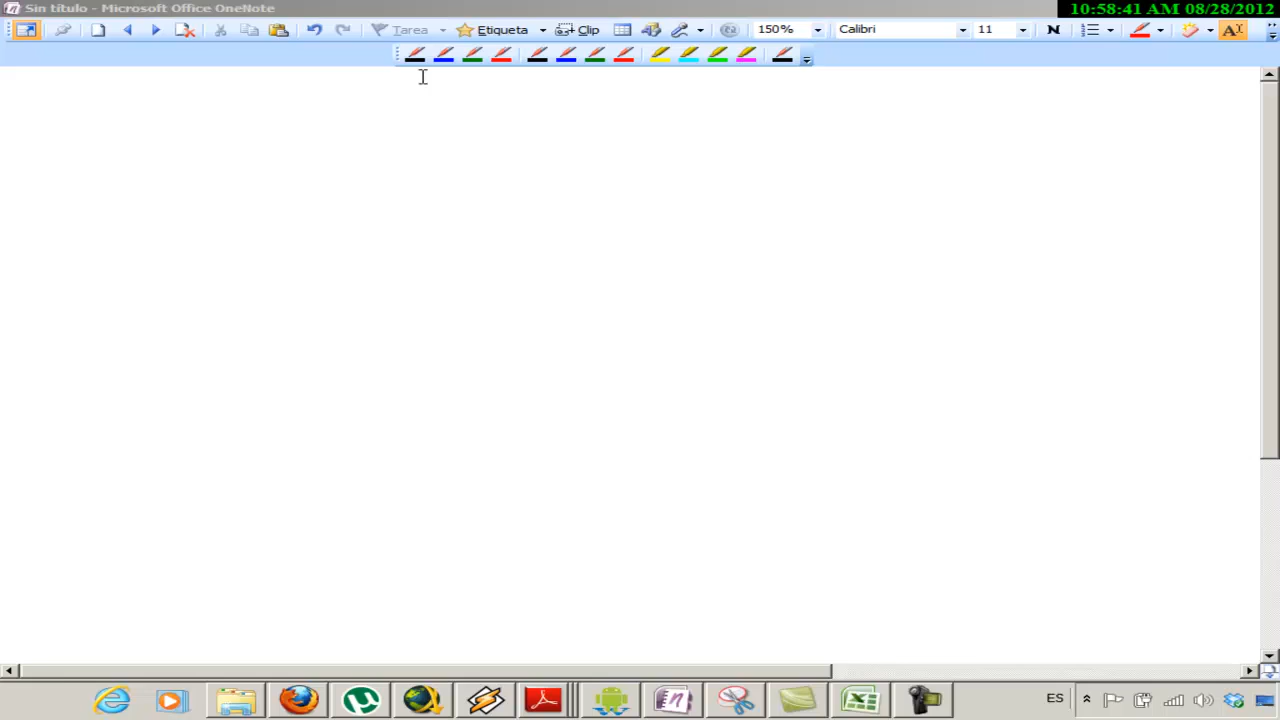 Sin título - Microsoft Office OneNote
10:58:41 AM 08/28/2012
Tarea Etiqueta Clip 150% Calibri 11 N A
ES